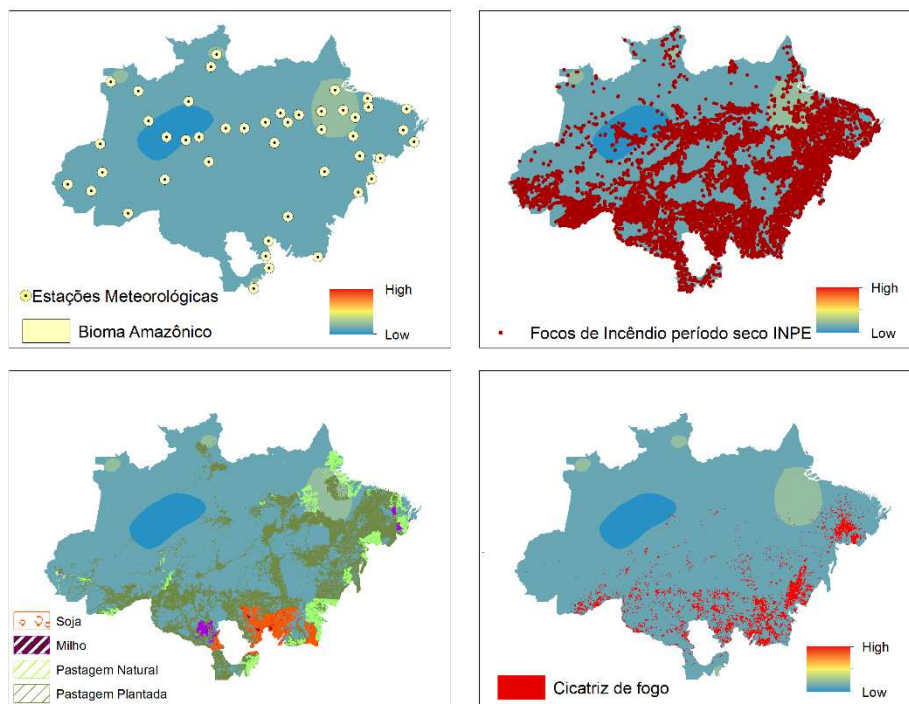 Estações Meteorológicas
Bioma Amazônico
High
Low
Focos de Incêndio período seco INPE
High
Low
Soja
Milho
Pastagem Natural
Pastagem Plantada
Cicatriz de fogo
High
Low